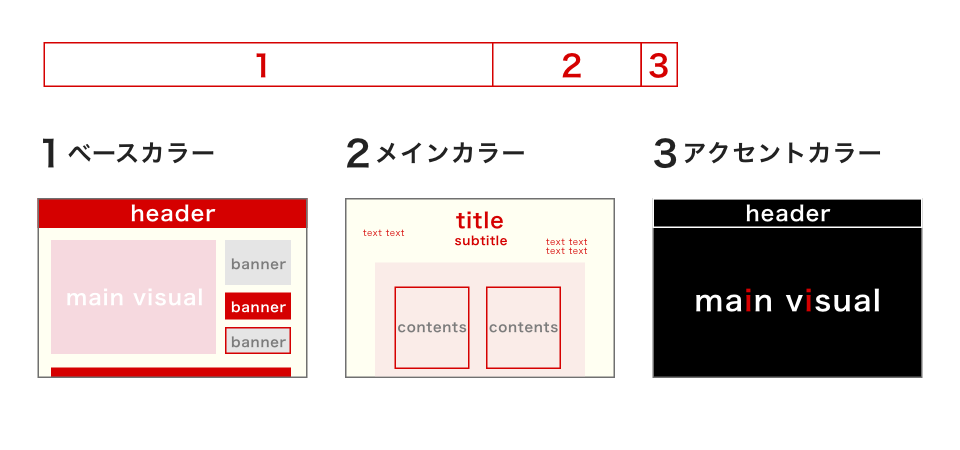 1 2 3
1 ベースカラー
2 メインカラー
3 アクセントカラー
header
main visual
banner
banner
banner
title
subtitle
text text
text text
text text
contents contents
header
main visual